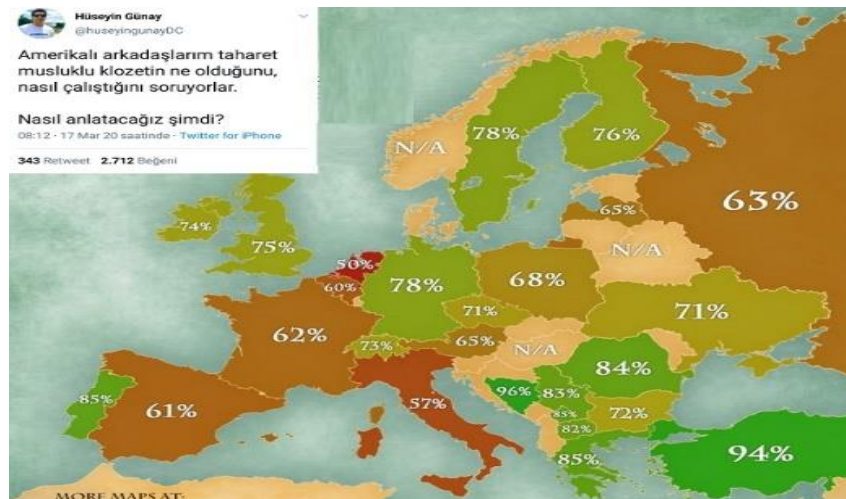 Hüseyin Günay
@huseyingunayDC
Amerikalı arkadaşlarım taharet
musluklu klozetin ne olduğunu,
nasıl çalıştığını soruyorlar.
Nasıl anlatacağız şimdi?
08:12 · 17 Mar 20 saatinde · Twitter for iPhone
343 Retweet 2.712 Beğeni
78%
76%
N/A
63%
65%
74%
75%
N/A
50%
60%
78%
68%
71%
71%
62%
73%
65%
N/A
84%
96%
83%
85%
61%
57%
72%
82%
94%
85%
MORE MAPS AT: